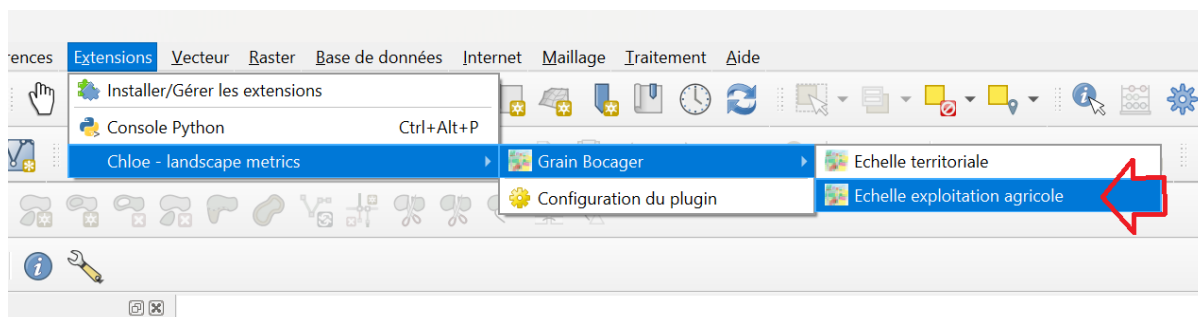 rences Extensions Vecteur Raster Base de données Internet Maillage Traitement Aide
Installer/Gérer les extensions
Console Python Ctrl+Alt+P
Chloe - landscape metrics Grain Bocager Echelle territoriale
Configuration du plugin Echelle exploitation agricole